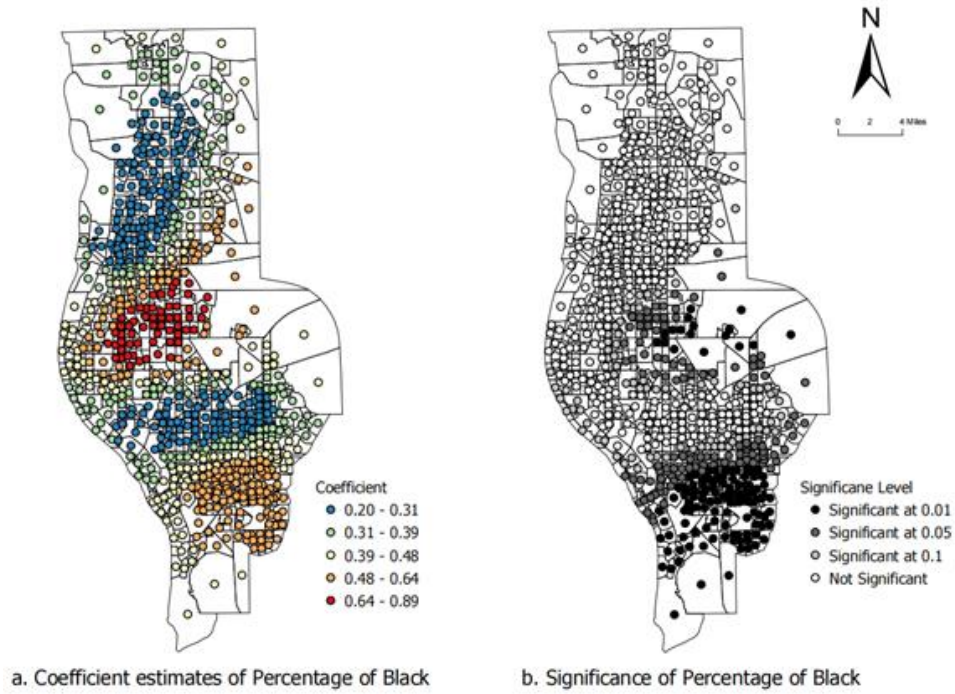 N
0 2 4 Miles
Coefficient
0.20 - 0.31
0.31 - 0.39
0.39 - 0.48
0.48 - 0.64
0.64 - 0.89
Significane Level
Significant at 0.01
Significant at 0.05
Significant at 0.1
Not Significant
a. Coefficient estimates of Percentage of Black
b. Significance of Percentage of Black